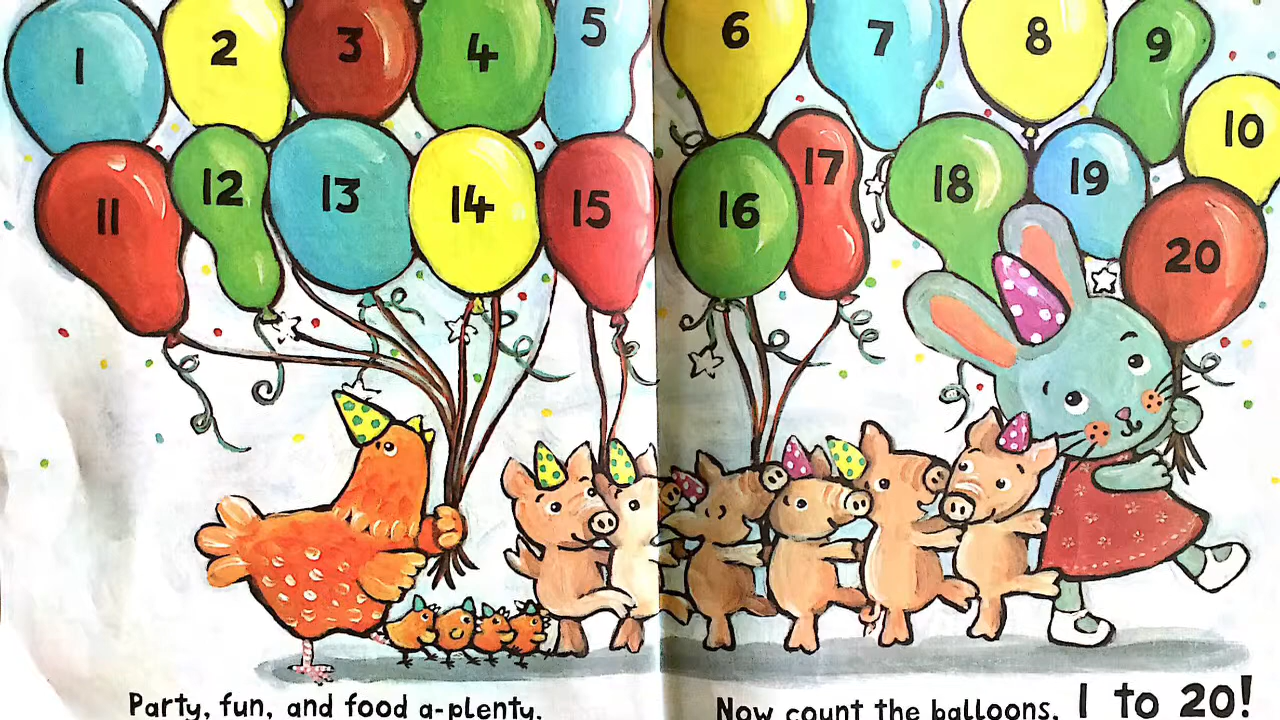 1 2 3 4 5 6 7 8 9 10
11 12 13 14 15 16 17 18 19 20
Party, fun, and food a-plenty.
Now count the balloons, 1 to 20!